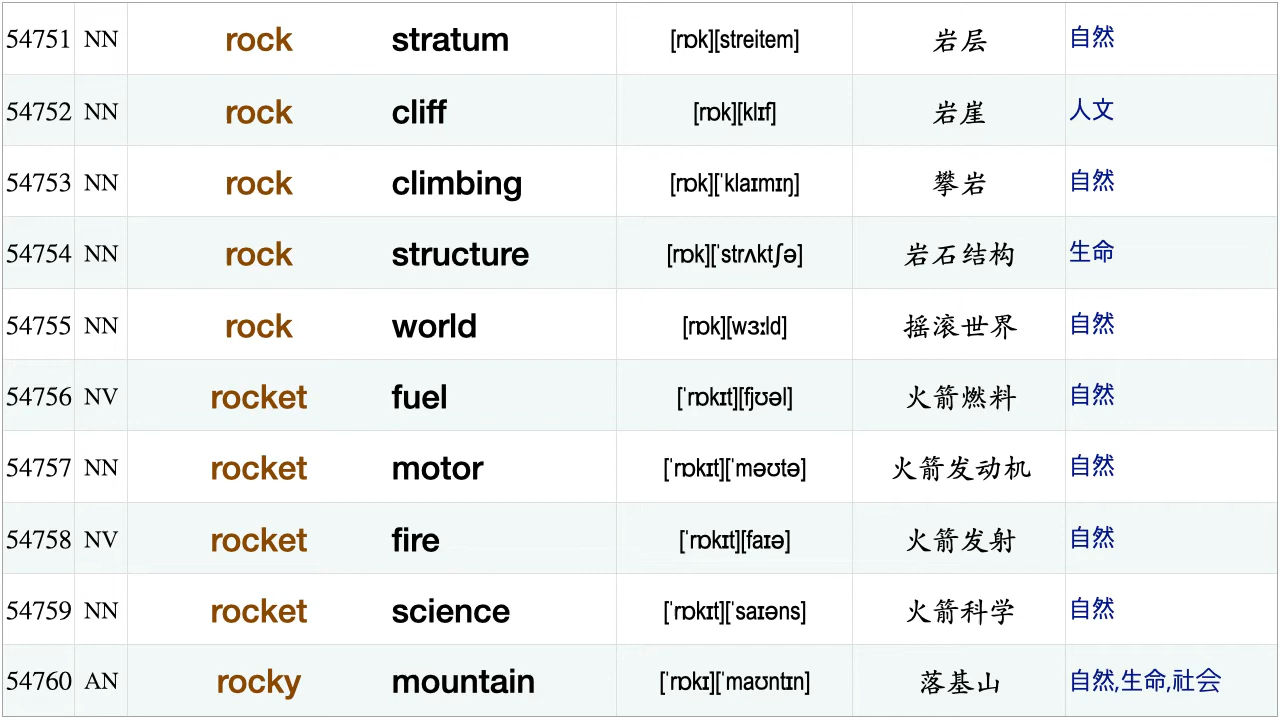 54751 NN rock stratum [rɒk][streitem] 岩层 自然
54752 NN rock cliff [rɒk][klɪf] 岩崖 人文
54753 NN rock climbing [rɒk][ˈklaɪmɪŋ] 攀岩 自然
54754 NN rock structure [rɒk][ˈstrʌktʃə] 岩石结构 生命
54755 NN rock world [rɒk][wɜːld] 摇滚世界 自然
54756 NV rocket fuel [ˈrɒkɪt][fjʊəl] 火箭燃料 自然
54757 NN rocket motor [ˈrɒkɪt][ˈməʊtə] 火箭发动机 自然
54758 NV rocket fire [ˈrɒkɪt][faɪə] 火箭发射 自然
54759 NN rocket science [ˈrɒkɪt][ˈsaɪəns] 火箭科学 自然
54760 AN rocky mountain [ˈrɒkɪ][ˈmaʊntɪn] 落基山 自然,生命,社会